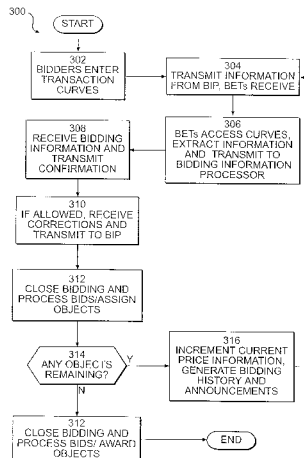 300
START
302
BIDDERS ENTER
TRANSACTION
CURVES
304
TRANSMIT INFORMATION
FROM BIP, BETs RECEIVE
306
BETs ACCESS CURVES,
EXTRACT INFORMATION
AND TRANSMIT TO
BIDDING INFORMATION
PROCESSOR
308
RECEIVE BIDDING
INFORMATION AND
TRANSMIT
CONFIRMATION
310
IF ALLOWED, RECEIVE
CORRECTIONS AND
TRANSMIT TO BIP
312
CLOSE BIDDING AND
PROCESS BIDS/ASSIGN
OBJECTS
314
ANY OBJECTS
REMAINING?
Y
N
316
INCREMENT CURRENT
PRICE INFORMATION,
GENERATE BIDDING
HISTORY AND
ANNOUNCEMENTS
312
CLOSE BIDDING AND
PROCESS BIDS/ AWARD
OBJECTS
END